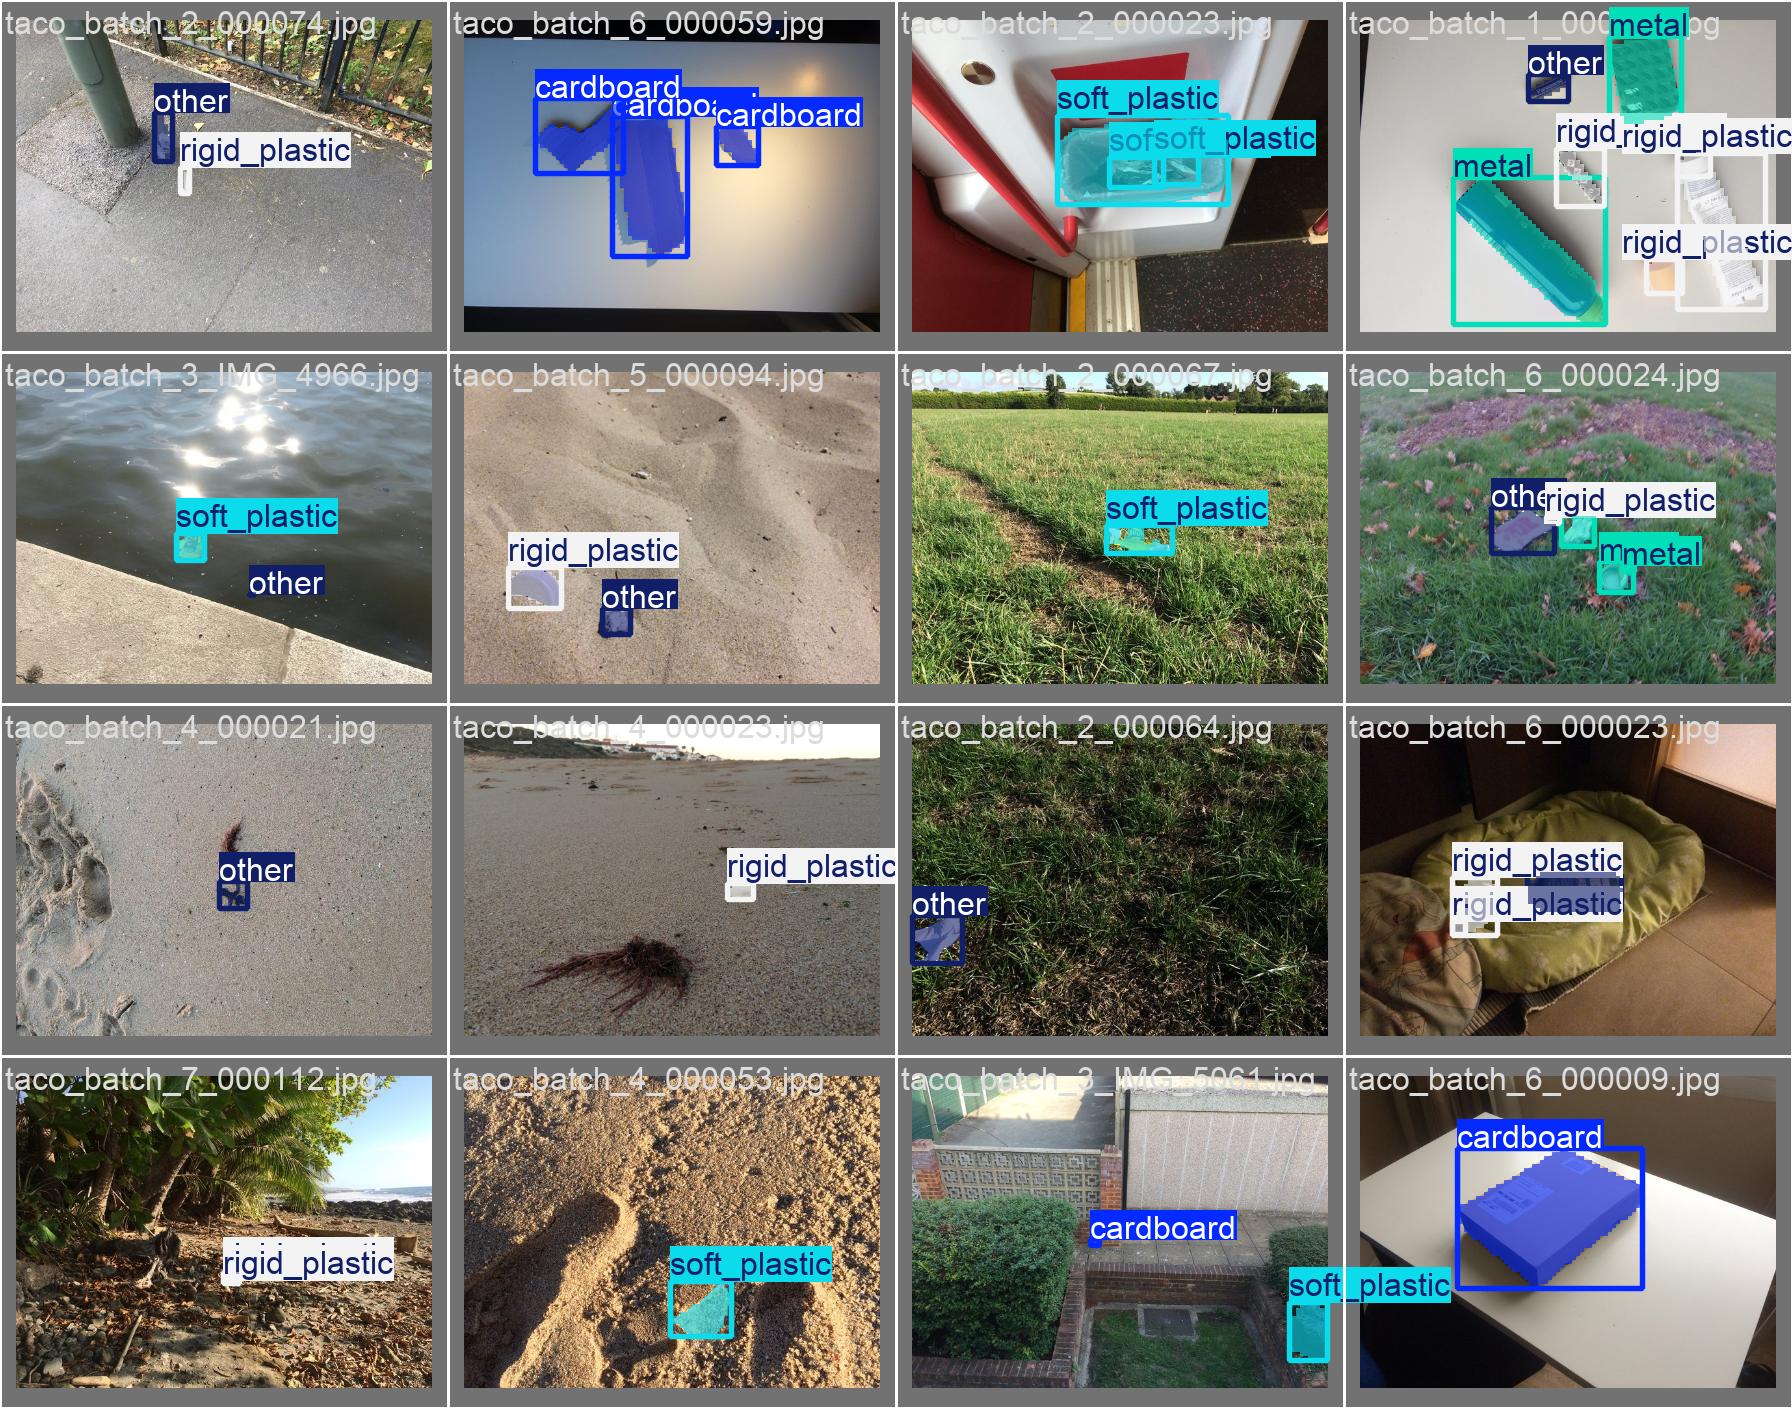 taco_batch_2_000074.jpg
other
rigid_plastic
taco_batch_6_000059.jpg
cardboard
cardboard
taco_batch_2_000023.jpg
soft_plastic
soft_plastic
taco_batch_1_000
jpg
metal
other
rigid_
rigid_plastic
metal
rigid_plastic
taco_batch_3_IMG_4966.jpg
soft_plastic
other
taco_batch_5_000094.jpg
rigid_plastic
other
taco_batch_2_000067.jpg
soft_plastic
taco_batch_6_000024.jpg
othe
rigid_plastic
m
metal
taco_batch_4_000021.jpg
other
taco_batch_4_000023.jpg
rigid_plastic
taco_batch_2_000064.jpg
other
taco_batch_6_000023.jpg
rigid_plastic
rigid_plastic
taco_batch_7_000112.jpg
rigid_plastic
taco_batch_4_000053.jpg
soft_plastic
taco_batch_3_IMG_5061.jpg
cardboard
soft_plastic
taco_batch_6_000009.jpg
cardboard